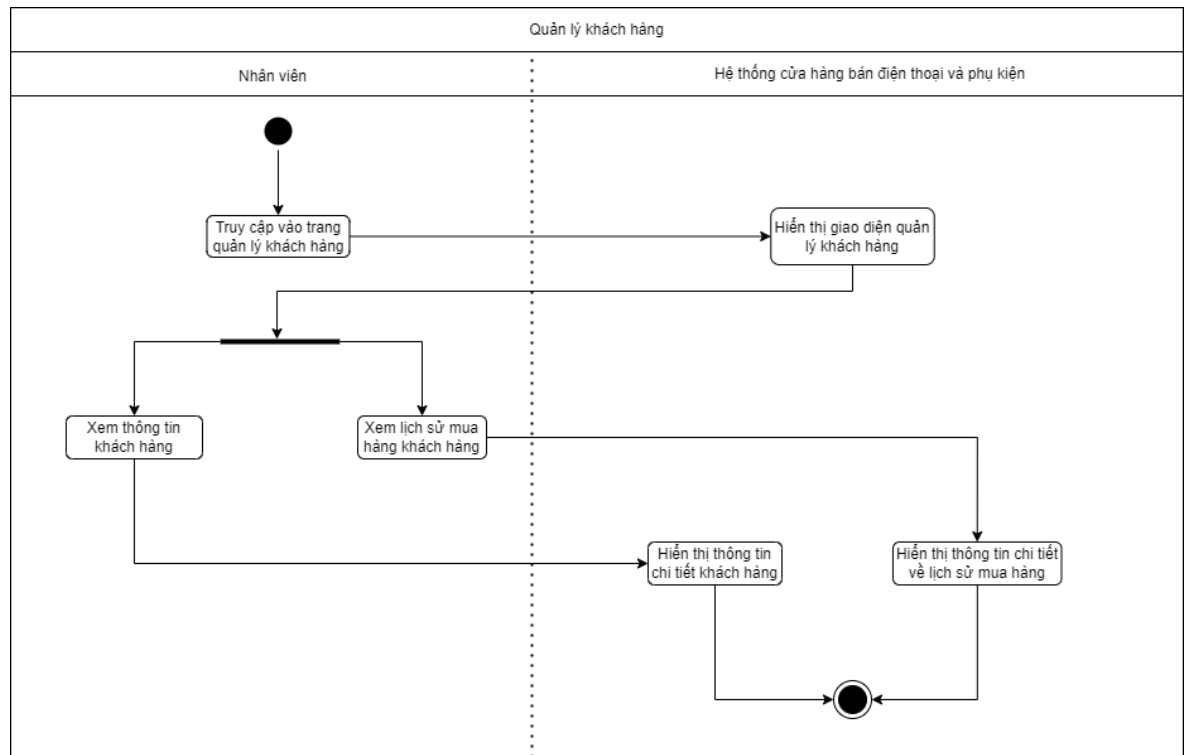 Quản lý khách hàng
Nhân viên
Hệ thống cửa hàng bán điện thoại và phụ kiện
Truy cập vào trang
quản lý khách hàng
Hiển thị giao diện quản
lý khách hàng
Xem thông tin
khách hàng
Xem lịch sử mua
hàng khách hàng
Hiển thị thông tin
chi tiết khách hàng
Hiển thị thông tin chi tiết
về lịch sử mua hàng